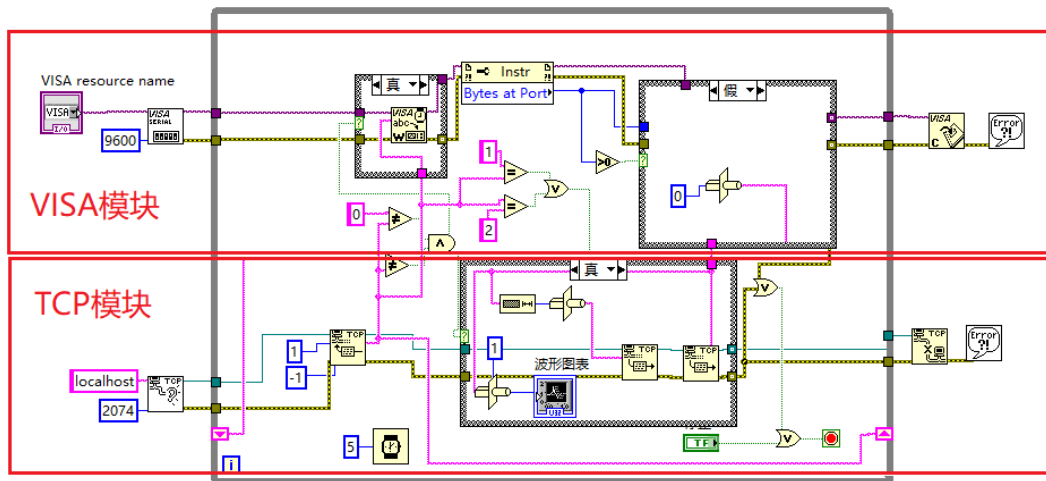 VISA resource name
VISA
I/O
VISA
SERIAL
9600
真
VISA
abc
W
Instr
Bytes at Port
假
>0
1
=
V
2
=
0
≠
Λ
≠
0
VISA
C
Error
?!
VISA模块
TCP模块
真
1
波形图表
TCP
TCP
TCP
1
-1
localhost
2074
TCP
V
TCP
Error
?!
5
TF
V
i